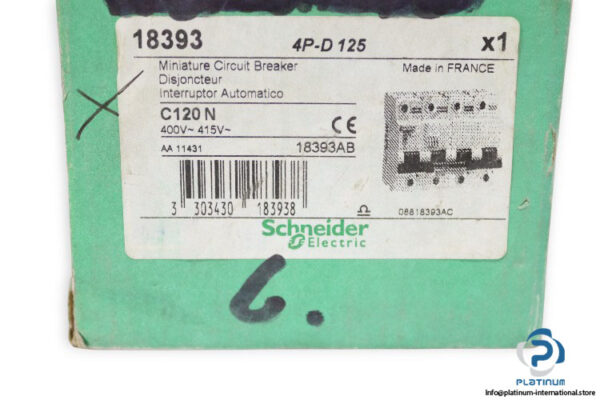 18393 4P-D 125 x1
Miniature Circuit Breaker Made in FRANCE
Disjoncteur
Interruptor Automatico
C120 N
400V~ 415V~ CE
AA 11431 18393AB
3 303430 183938 08818393AC
Schneider
Electric
6.
PLATINUM
info@platinum-international.store